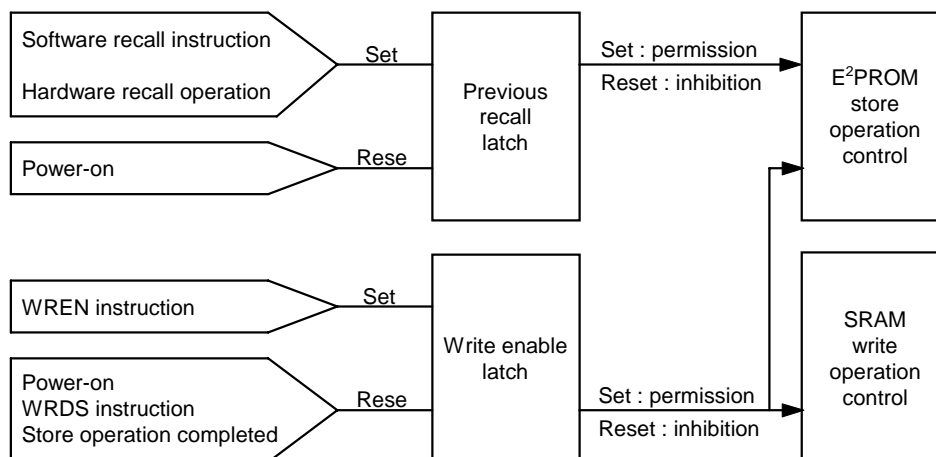 Software recall instruction
Hardware recall operation
Set
Previous
recall
latch
Set : permission
Reset : inhibition
E²PROM
store
operation
control
Power-on
Rese
WREN instruction
Set
Write enable
latch
SRAM
write
operation
control
Power-on
WRDS instruction
Store operation completed
Rese
Set : permission
Reset : inhibition